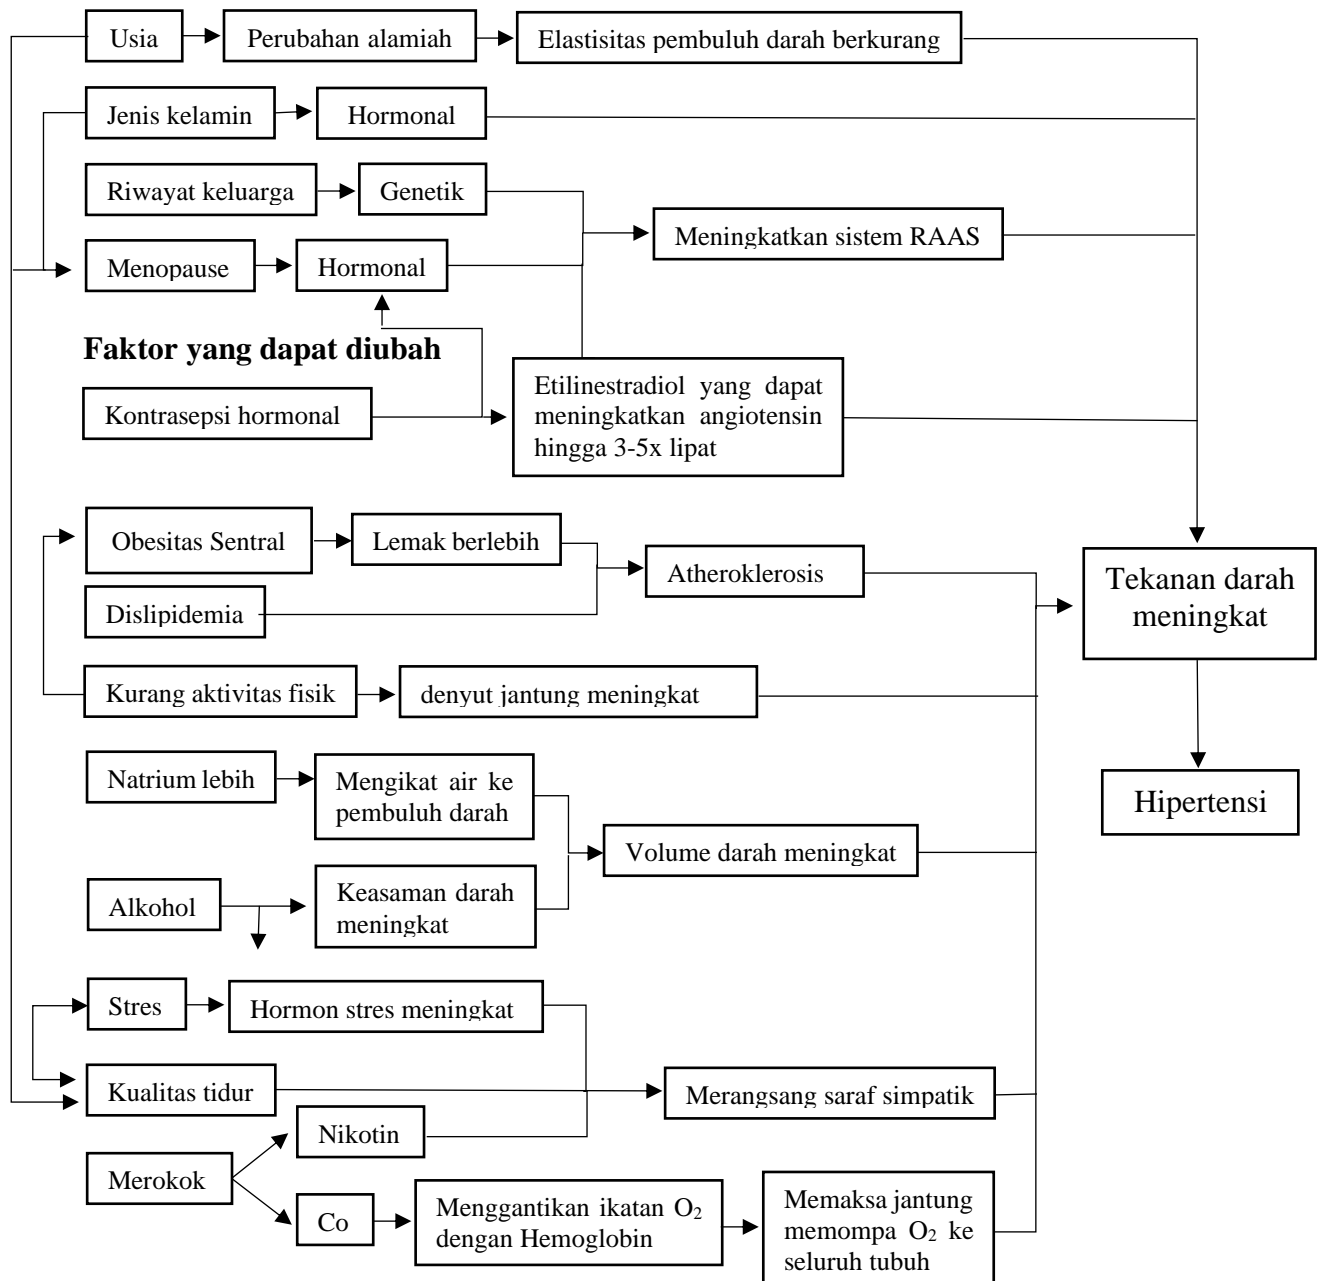 Usia
Perubahan alamiah
Elastisitas pembuluh darah berkurang
Jenis kelamin
Hormonal
Riwayat keluarga
Genetik
Meningkatkan sistem RAAS
Menopause
Hormonal
Faktor yang dapat diubah
Kontrasepsi hormonal
Etilinestradiol yang dapat
meningkatkan angiotensin
hingga 3-5x lipat
Obesitas Sentral
Lemak berlebih
Atheroklerosis
Dislipidemia
Tekanan darah
meningkat
Kurang aktivitas fisik
denyut jantung meningkat
Natrium lebih
Mengikat air ke
pembuluh darah
Hipertensi
Volume darah meningkat
Alkohol
Keasaman darah
meningkat
Stres
Hormon stres meningkat
Kualitas tidur
Merangsang saraf simpatik
Nikotin
Merokok
Co
Menggantikan ikatan O₂
dengan Hemoglobin
Memaksa jantung
memompa O₂ ke
seluruh tubuh